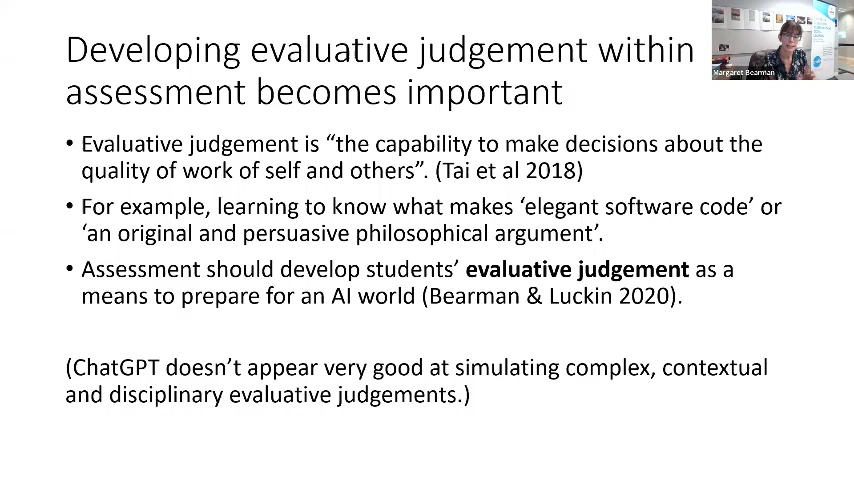 Developing evaluative judgement within
assessment becomes important
• Evaluative judgement is “the capability to make decisions about the
quality of work of self and others”. (Tai et al 2018)
• For example, learning to know what makes ‘elegant software code’ or
‘an original and persuasive philosophical argument’.
• Assessment should develop students’ evaluative judgement as a
means to prepare for an AI world (Bearman & Luckin 2020).
(ChatGPT doesn’t appear very good at simulating complex, contextual
and disciplinary evaluative judgements.)
Margaret Bearman